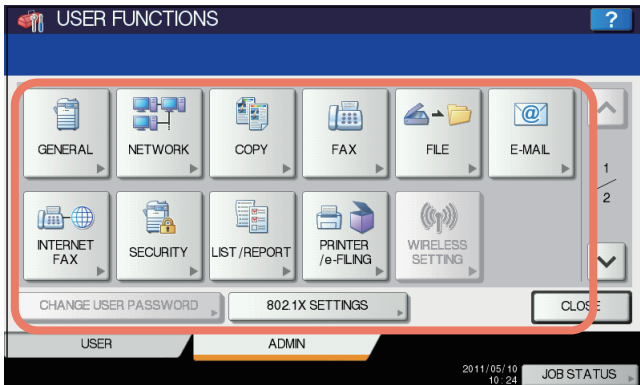 USER FUNCTIONS
?
GENERAL
NETWORK
COPY
FAX
FILE
@
E-MAIL
1
2
INTERNET
FAX
SECURITY
LIST/REPORT
PRINTER
/e-FILING
WIRELESS
SETTING
CHANGE USER PASSWORD
802.1X SETTINGS
CLOSE
USER
ADMIN
2011/05/10
10:24
JOB STATUS